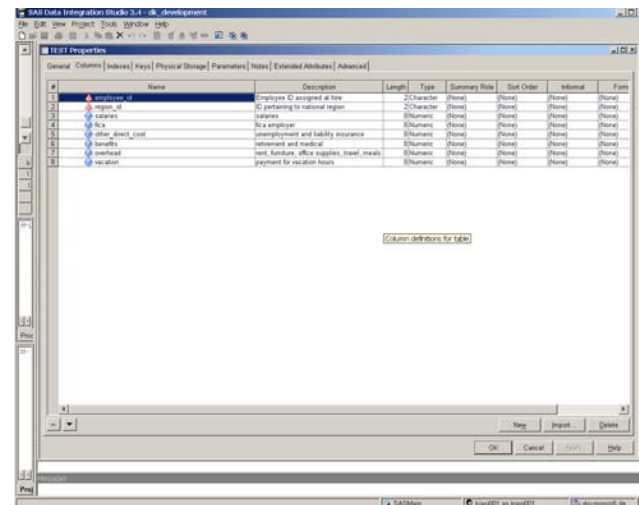 SAS Data Integration Studio 3.4 - dk_development
File Edit View Project Tools Window Help
TEST Properties
General Columns Indexes Keys Physical Storage Parameters Notes Extended Attributes Advanced
# Name Description Length Type Summary Role Sort Order Informat Form
1 employee_id Employee ID assigned at hire 2 Character (None) (None) (None) (None)
2 region_id ID pertaining to national region 2 Character (None) (None) (None) (None)
3 salaries salaries 8 Numeric (None) (None) (None) (None)
4 fica fica employer 8 Numeric (None) (None) (None) (None)
5 other_direct_cost unemployment and liability insurance 8 Numeric (None) (None) (None) (None)
6 benefits retirement and medical 8 Numeric (None) (None) (None) (None)
7 overhead rent, furniture, office supplies, travel, meals 8 Numeric (None) (None) (None) (None)
8 vacation payment for vacation hours 8 Numeric (None) (None) (None) (None)
Column definitions for table
Proc
New Import... Delete
OK Cancel Apply Help
Messages
Proj
SASMain